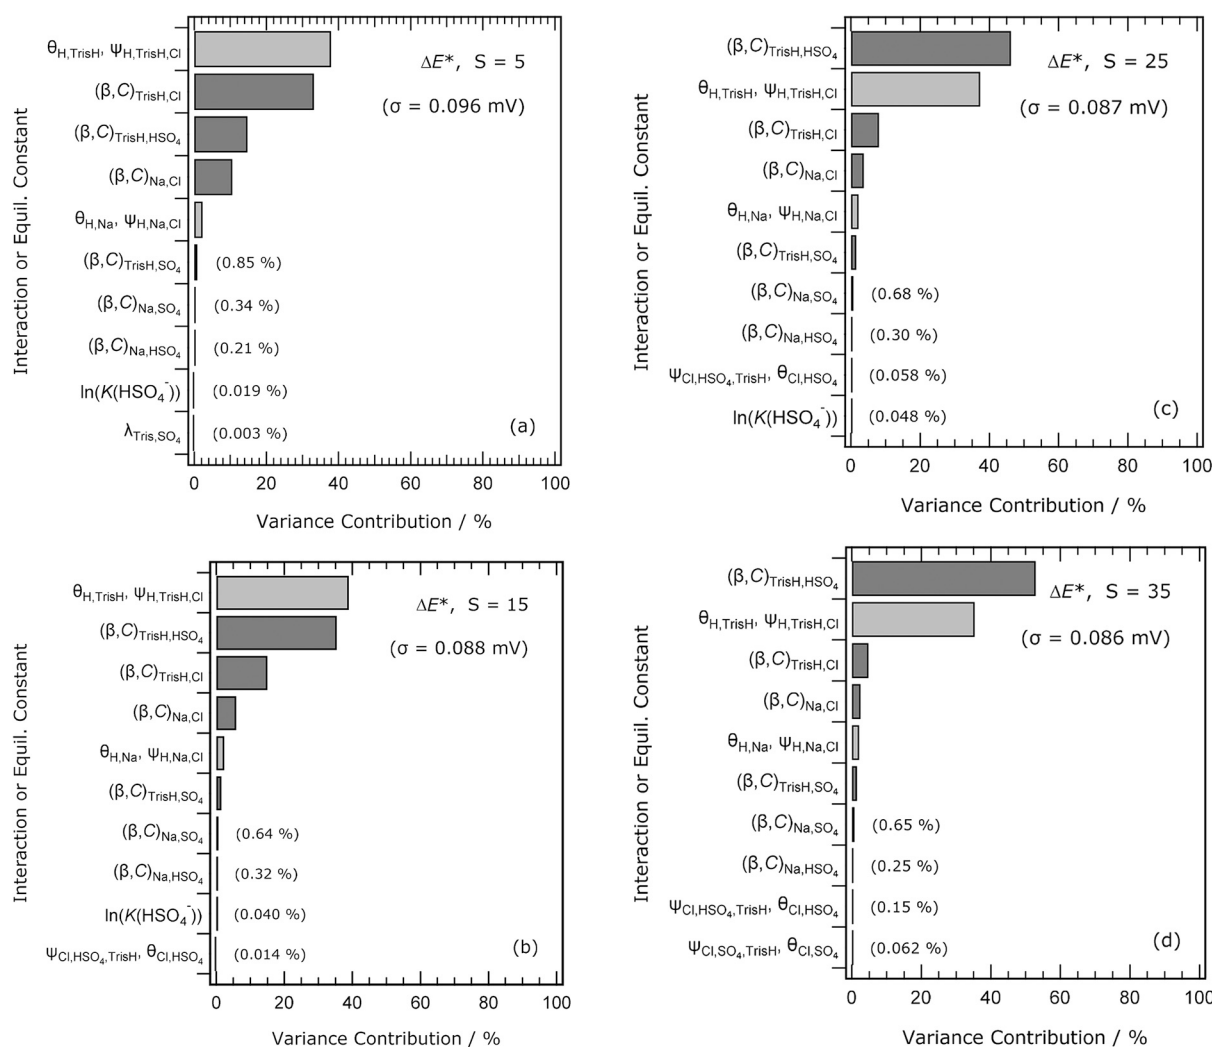 Interaction or Equil. Constant
θH,TrisH, ψH,TrisH,Cl
(β,C)TrisH,Cl
(β,C)TrisH,HSO4
(β,C)Na,Cl
θH,Na, ψH,Na,Cl
(β,C)TrisH,SO4 (0.85 %)
(β,C)Na,SO4 (0.34 %)
(β,C)Na,HSO4 (0.21 %)
ln(K(HSO4-)) (0.019 %)
λTris,SO4 (0.003 %)
ΔE*, S = 5
(σ = 0.096 mV)
(a)
0 20 40 60 80 100
Variance Contribution / %
Interaction or Equil. Constant
(β,C)TrisH,HSO4
θH,TrisH, ψH,TrisH,Cl
(β,C)TrisH,Cl
(β,C)Na,Cl
θH,Na, ψH,Na,Cl
(β,C)TrisH,SO4
(β,C)Na,SO4 (0.68 %)
(β,C)Na,HSO4 (0.30 %)
ψCl,HSO4,TrisH, θCl,HSO4 (0.058 %)
ln(K(HSO4-)) (0.048 %)
ΔE*, S = 25
(σ = 0.087 mV)
(c)
0 20 40 60 80 100
Variance Contribution / %
Interaction or Equil. Constant
θH,TrisH, ψH,TrisH,Cl
(β,C)TrisH,HSO4
(β,C)TrisH,Cl
(β,C)Na,Cl
θH,Na, ψH,Na,Cl
(β,C)TrisH,SO4
(β,C)Na,SO4 (0.64 %)
(β,C)Na,HSO4 (0.32 %)
ln(K(HSO4-)) (0.040 %)
ψCl,HSO4,TrisH, θCl,HSO4 (0.014 %)
ΔE*, S = 15
(σ = 0.088 mV)
(b)
0 20 40 60 80 100
Variance Contribution / %
Interaction or Equil. Constant
(β,C)TrisH,HSO4
θH,TrisH, ψH,TrisH,Cl
(β,C)TrisH,Cl
(β,C)Na,Cl
θH,Na, ψH,Na,Cl
(β,C)TrisH,SO4
(β,C)Na,SO4 (0.65 %)
(β,C)Na,HSO4 (0.25 %)
ψCl,HSO4,TrisH, θCl,HSO4 (0.15 %)
ψCl,SO4,TrisH, θCl,SO4 (0.062 %)
ΔE*, S = 35
(σ = 0.086 mV)
(d)
0 20 40 60 80 100
Variance Contribution / %